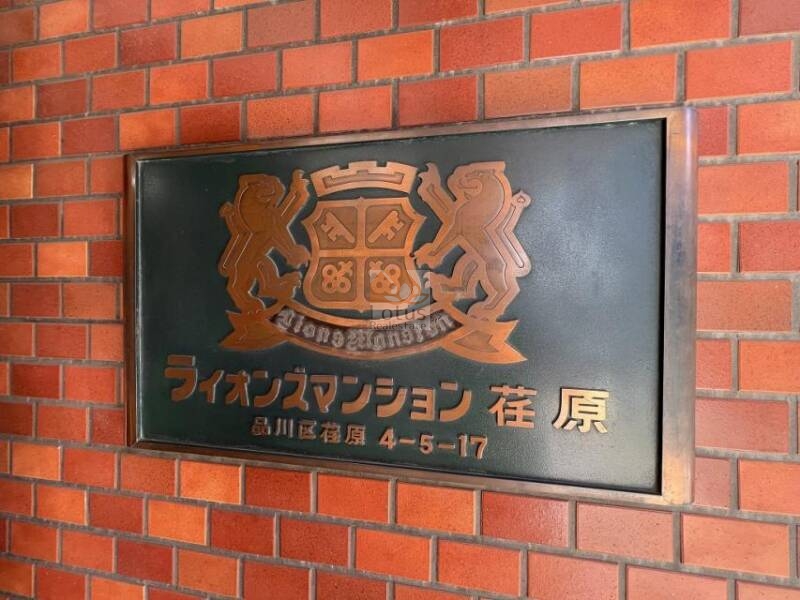 Lions Mansion
Lotus
ライオンズマンション 荏原
品川区荏原 4-5-17